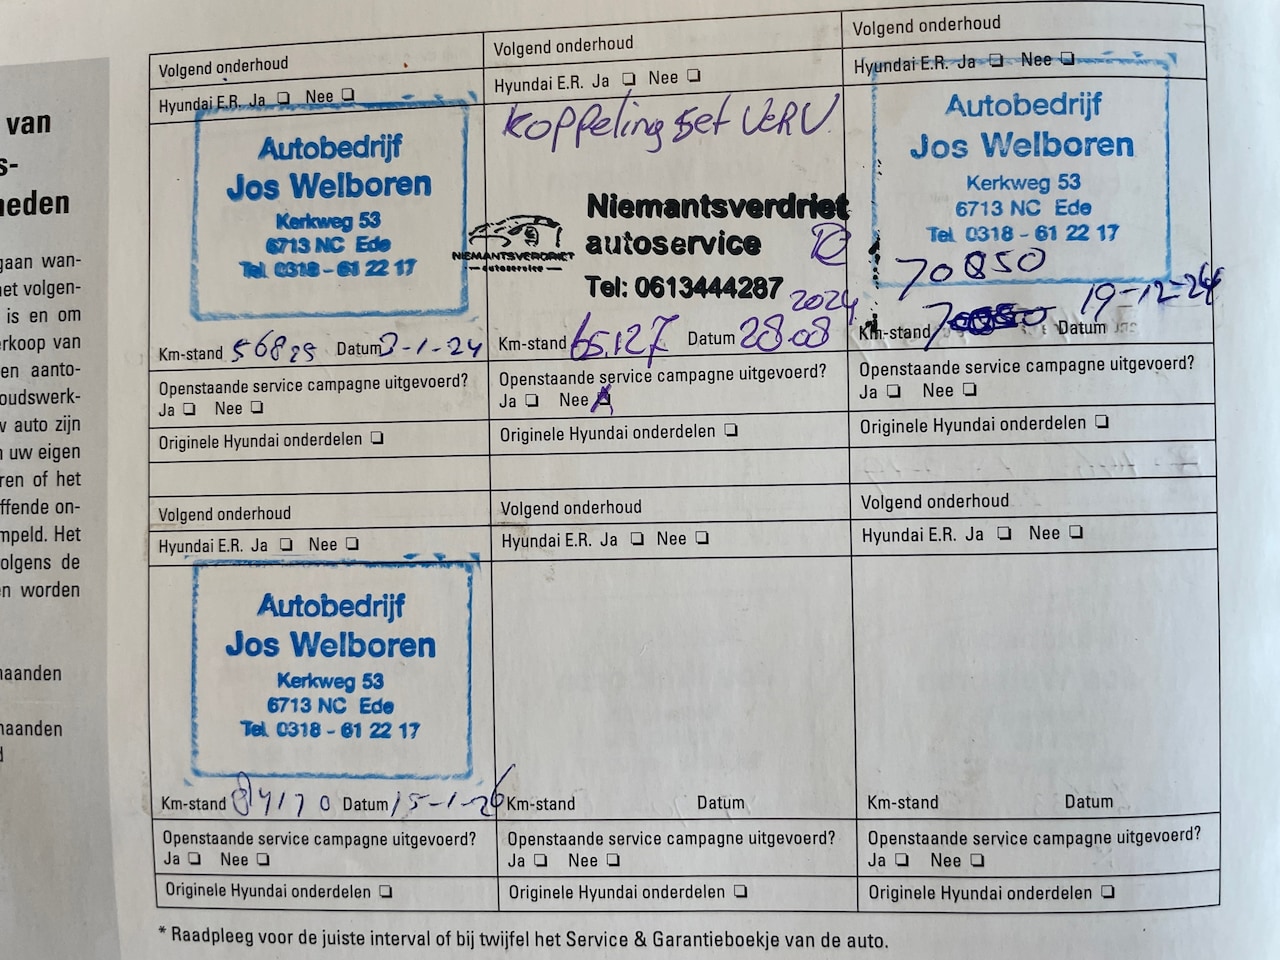 van
s-
heden
gaan wan-
het volgen-
is en om
erkoop van
en aanto-
oudswerk-
v auto zijn
n uw eigen
ren of het
ffende on-
mpeld. Het
olgens de
en worden
maanden
maanden
d
Volgend onderhoud
Hyundai E.R. Ja ❏ Nee ❏
Autobedrijf
Jos Welboren
Kerkweg 53
6713 NC Ede
Tel. 0318 - 61 22 17
Km-stand 56825 Datum 3-1-24
Openstaande service campagne uitgevoerd?
Ja ❏ Nee ❏
Originele Hyundai onderdelen ❏
Volgend onderhoud
Hyundai E.R. Ja ❏ Nee ❏
Koppeling set VERV.
Niemantsverdriet
autoservice
NIEMANTSVERDRIET
autoservice
Tel: 0613444287
2024
Km-stand 65.127 Datum 28.08
Openstaande service campagne uitgevoerd?
Ja ❏ Nee ❏
Originele Hyundai onderdelen ❏
Volgend onderhoud
Hyundai E.R. Ja ❏ Nee ❏
Autobedrijf
Jos Welboren
Kerkweg 53
6713 NC Ede
Tel. 0318 - 61 22 17
70850
19-12-24
Km-stand Datum
Openstaande service campagne uitgevoerd?
Ja ❏ Nee ❏
Originele Hyundai onderdelen ❏
Volgend onderhoud
Hyundai E.R. Ja ❏ Nee ❏
Autobedrijf
Jos Welboren
Kerkweg 53
6713 NC Ede
Tel. 0318 - 61 22 17
Km-stand 84170 Datum 15-1-26
Openstaande service campagne uitgevoerd?
Ja ❏ Nee ❏
Originele Hyundai onderdelen ❏
Volgend onderhoud
Hyundai E.R. Ja ❏ Nee ❏
Km-stand Datum
Openstaande service campagne uitgevoerd?
Ja ❏ Nee ❏
Originele Hyundai onderdelen ❏
Volgend onderhoud
Hyundai E.R. Ja ❏ Nee ❏
Km-stand Datum
Openstaande service campagne uitgevoerd?
Ja ❏ Nee ❏
Originele Hyundai onderdelen ❏
* Raadpleeg voor de juiste interval of bij twijfel het Service & Garantieboekje van de auto.